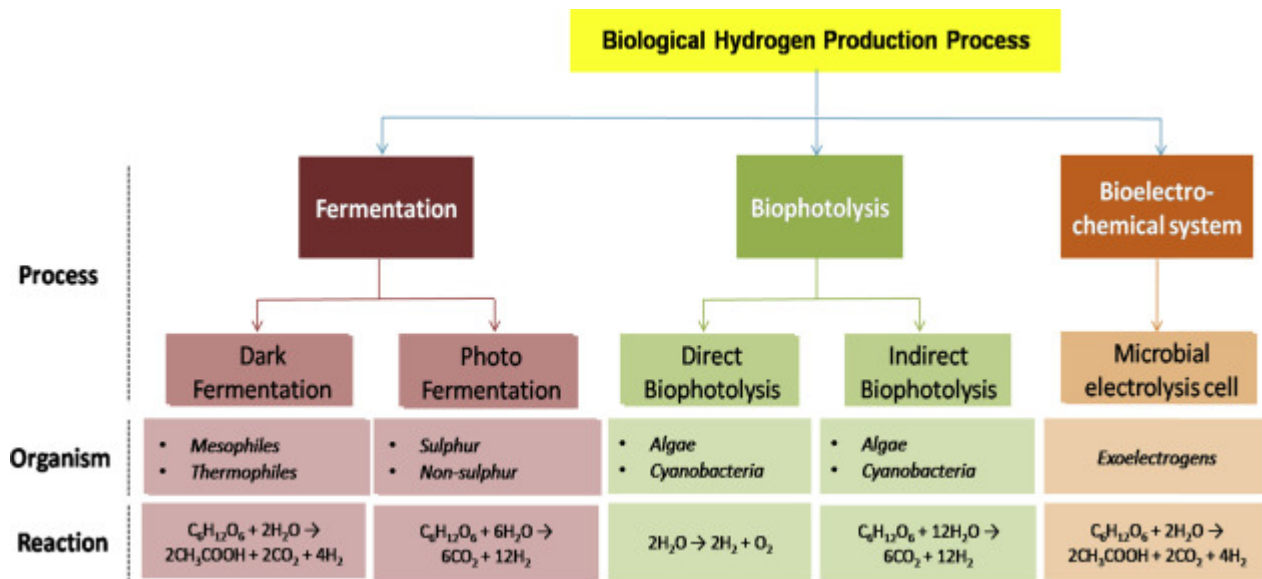 Biological Hydrogen Production Process
Fermentation
Biophotolysis
Bioelectro-
chemical system
Process
Dark
Fermentation
Photo
Fermentation
Direct
Biophotolysis
Indirect
Biophotolysis
Microbial
electrolysis cell
Organism
• Mesophiles
• Thermophiles
• Sulphur
• Non-sulphur
• Algae
• Cyanobacteria
• Algae
• Cyanobacteria
Exoelectrogens
Reaction
C₆H₁₂O₆ + 2H₂O →
2CH₃COOH + 2CO₂ + 4H₂
C₆H₁₂O₆ + 6H₂O →
6CO₂ + 12H₂
2H₂O → 2H₂ + O₂
C₆H₁₂O₆ + 12H₂O →
6CO₂ + 12H₂
C₆H₁₂O₆ + 2H₂O →
2CH₃COOH + 2CO₂ + 4H₂